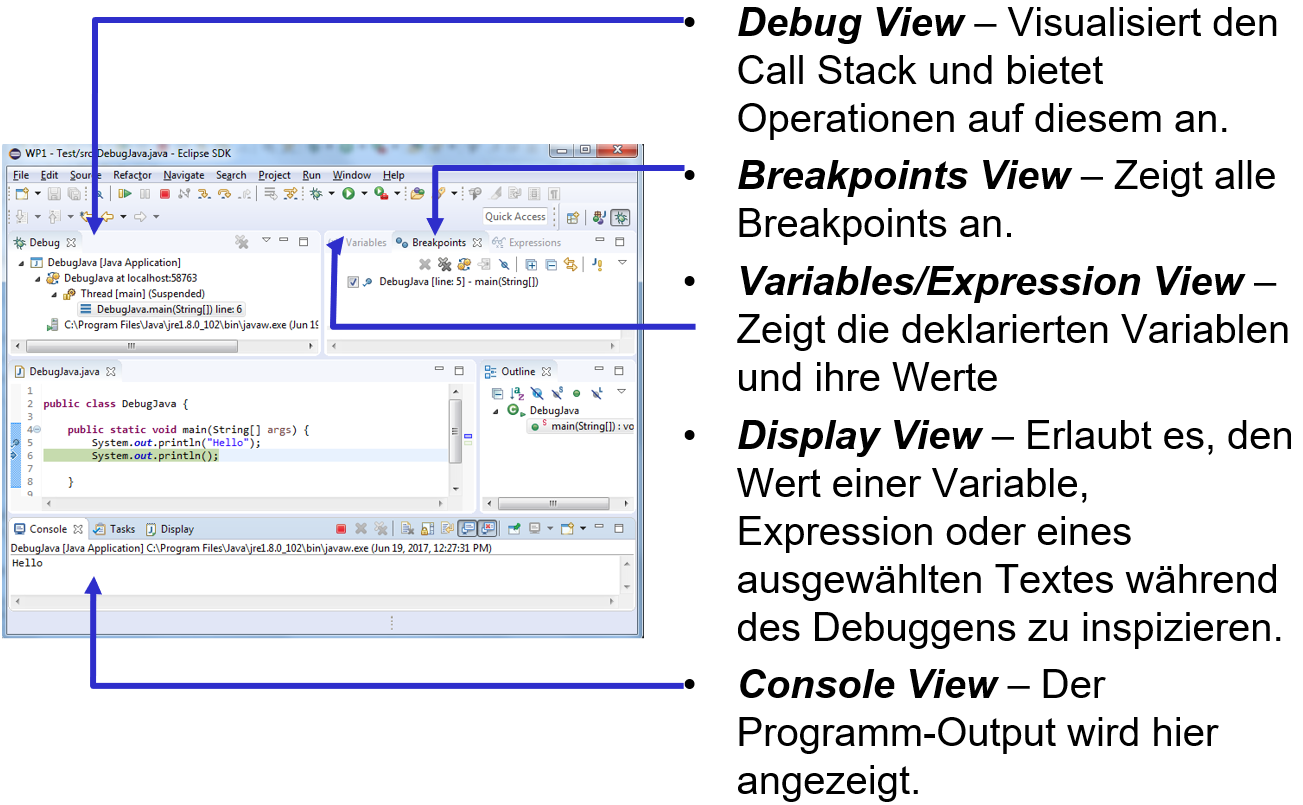 • Debug View – Visualisiert den
Call Stack und bietet
Operationen auf diesem an.
• Breakpoints View – Zeigt alle
Breakpoints an.
• Variables/Expression View –
Zeigt die deklarierten Variablen
und ihre Werte
• Display View – Erlaubt es, den
Wert einer Variable,
Expression oder eines
ausgewählten Textes während
des Debuggens zu inspizieren.
• Console View – Der
Programm-Output wird hier
angezeigt.
WP1 - Test/src/DebugJava.java - Eclipse SDK
File Edit Source Refactor Navigate Search Project Run Window Help
Quick Access
Debug
DebugJava [Java Application]
DebugJava at localhost:58763
Thread [main] (Suspended)
DebugJava.main(String[]) line: 6
C:\Program Files\Java\jre1.8.0_102\bin\javaw.exe (Jun 19
Variables Breakpoints Expressions
DebugJava [line: 5] - main(String[])
DebugJava.java
1
2 public class DebugJava {
3
4 public static void main(String[] args) {
5 System.out.println("Hello");
6 System.out.println();
7
8 }
9
Outline
DebugJava
main(String[]) : vo
Console Tasks Display
DebugJava [Java Application] C:\Program Files\Java\jre1.8.0_102\bin\javaw.exe (Jun 19, 2017, 12:27:31 PM)
Hello